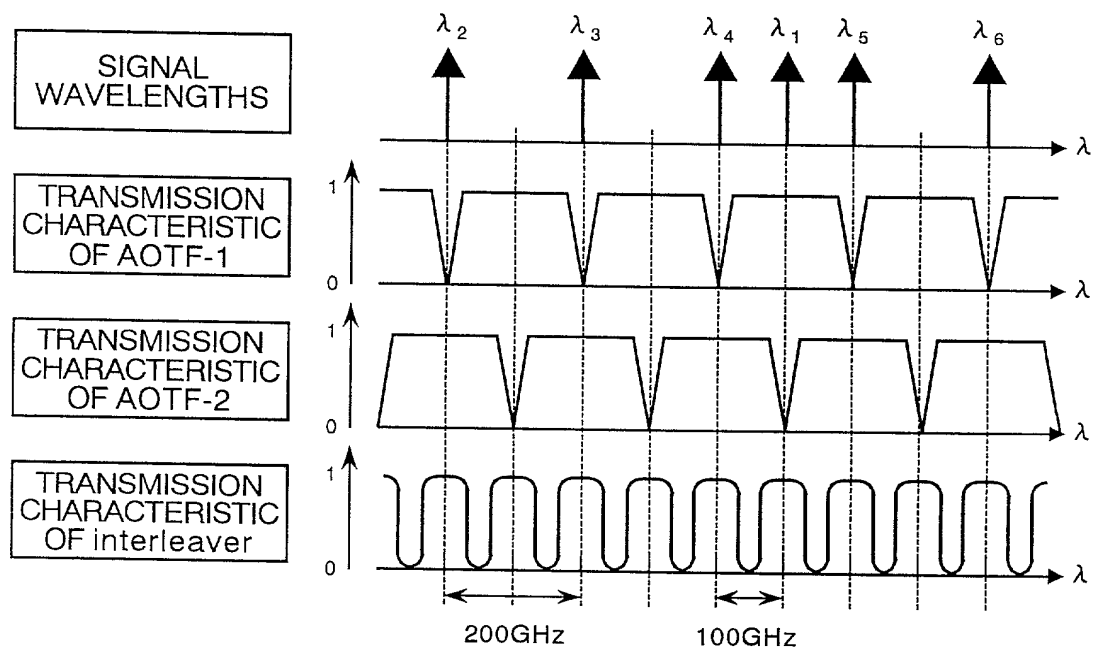 SIGNAL
WAVELENGTHS
λ2 λ3 λ4 λ1 λ5 λ6
λ
TRANSMISSION
CHARACTERISTIC
OF AOTF-1
1
0
λ
TRANSMISSION
CHARACTERISTIC
OF AOTF-2
1
0
λ
TRANSMISSION
CHARACTERISTIC
OF interleaver
1
0
λ
200GHz 100GHz